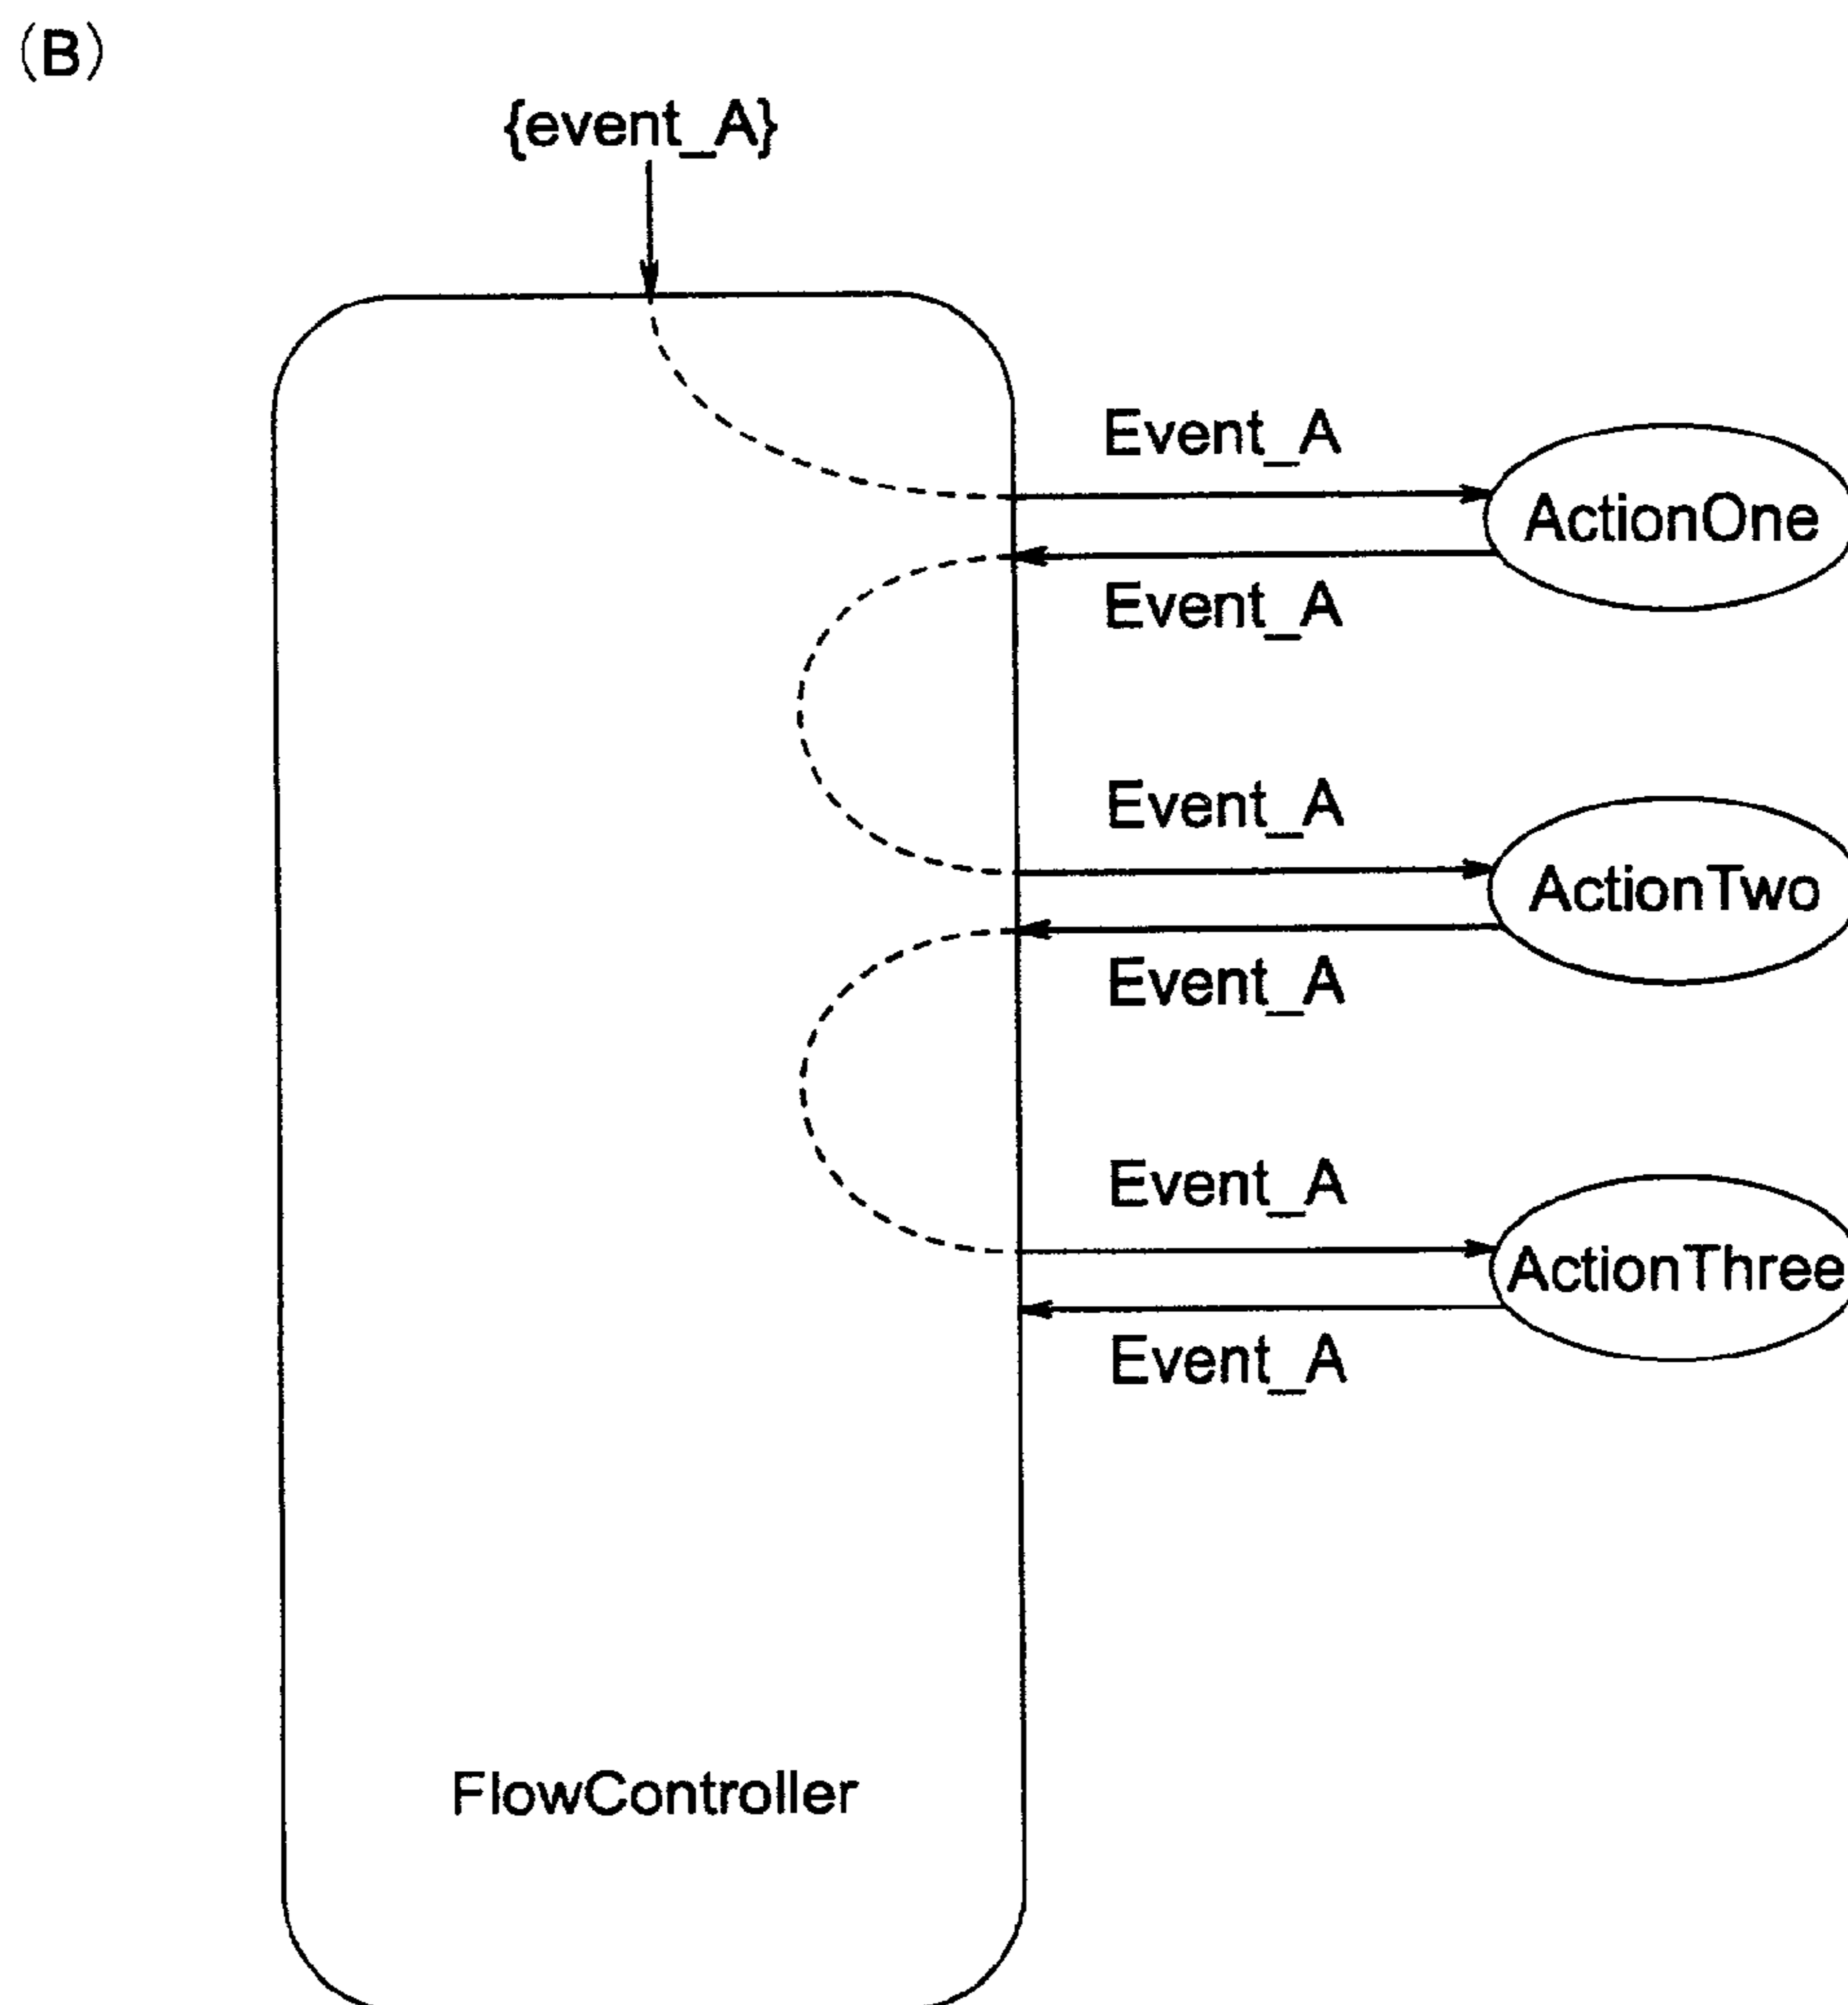 (B)
{event_A}
Event_A
ActionOne
Event_A
Event_A
ActionTwo
Event_A
Event_A
ActionThree
Event_A
FlowController